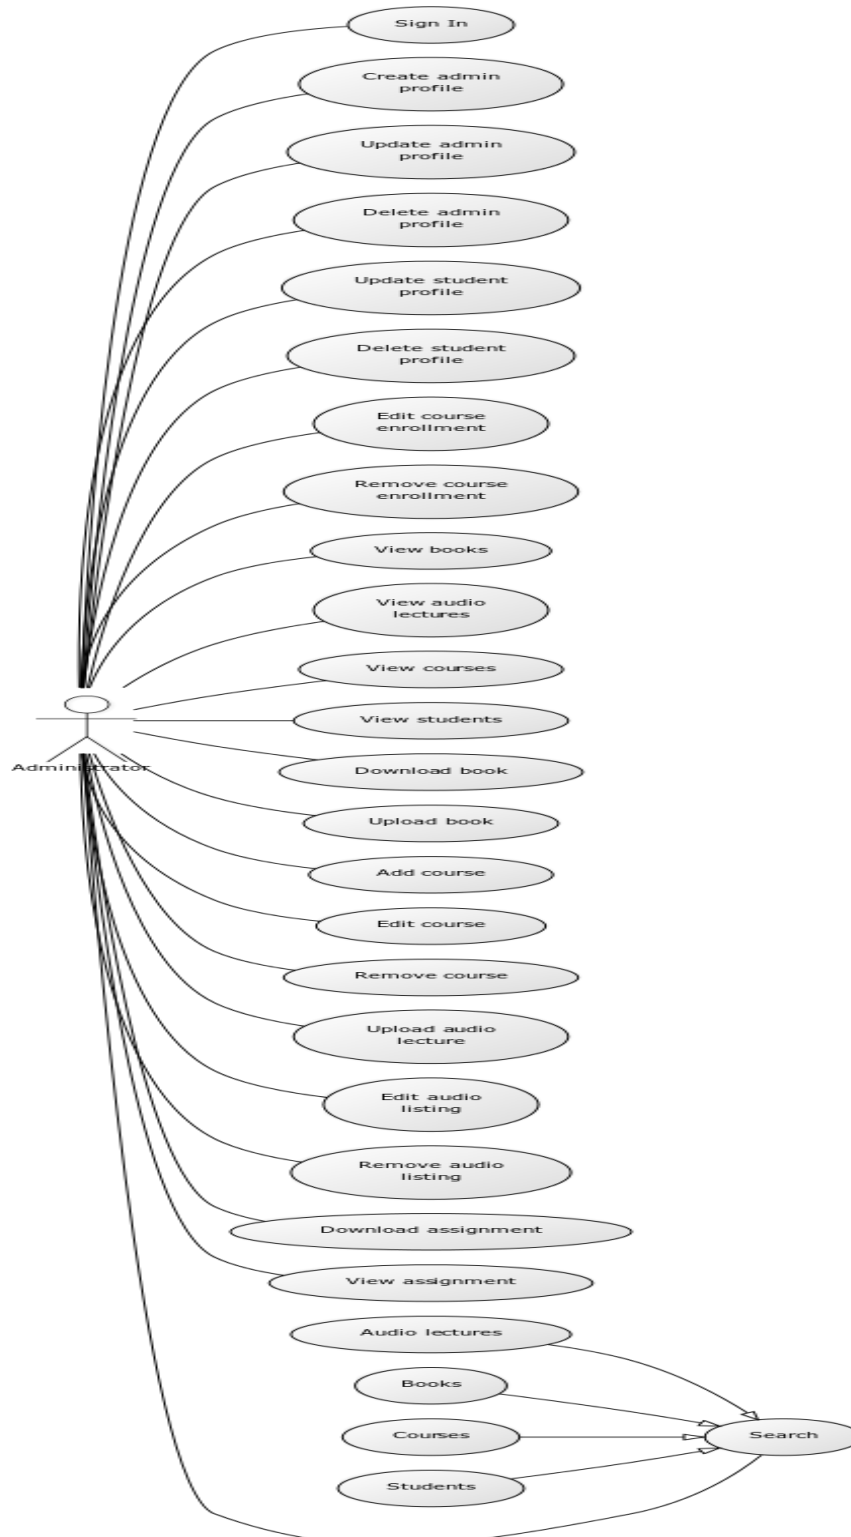 Sign In
Create admin
profile
Update admin
profile
Delete admin
profile
Update student
profile
Delete student
profile
Edit course
enrollment
Remove course
enrollment
View books
View audio
lectures
View courses
View students
Administrator
Download book
Upload book
Add course
Edit course
Remove course
Upload audio
lecture
Edit audio
listing
Remove audio
listing
Download assignment
View assignment
Audio lectures
Books
Courses
Search
Students